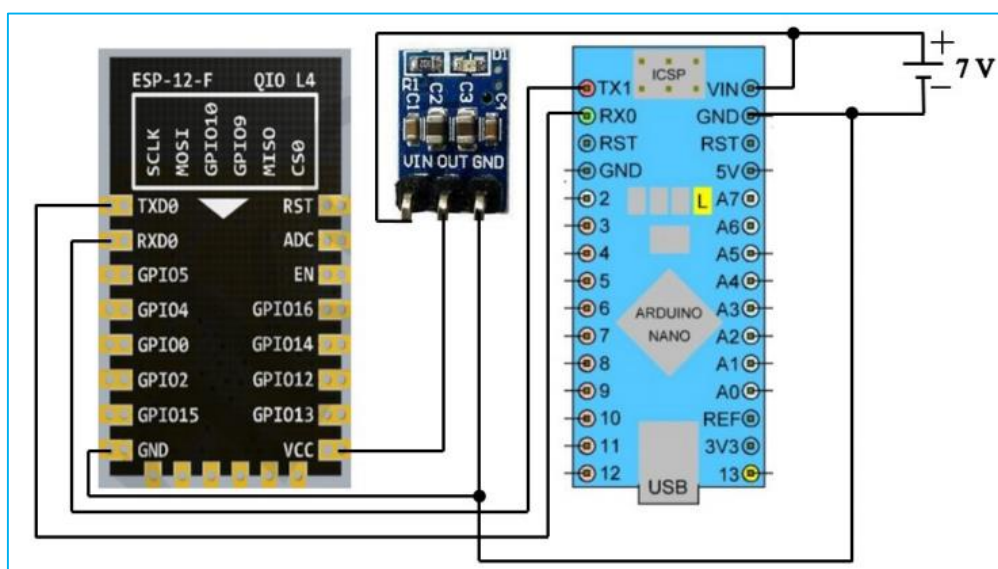 ESP-12-F QIO L4
SCLK
MOSI
GPIO10
GPIO9
MISO
CS0
TXD0
RXD0
GPIO5
GPIO4
GPIO0
GPIO2
GPIO15
GND
RST
ADC
EN
GPIO16
GPIO14
GPIO12
GPIO13
VCC
R1
D1
C1
C2
C3
C4
VIN OUT GND
ICSP
TX1
RX0
RST
GND
2
3
4
5
6
7
8
9
10
11
12
L
ARDUINO
NANO
USB
VIN
GND
RST
5V
A7
A6
A5
A4
A3
A2
A1
A0
REF
3V3
13
+
7 V
−